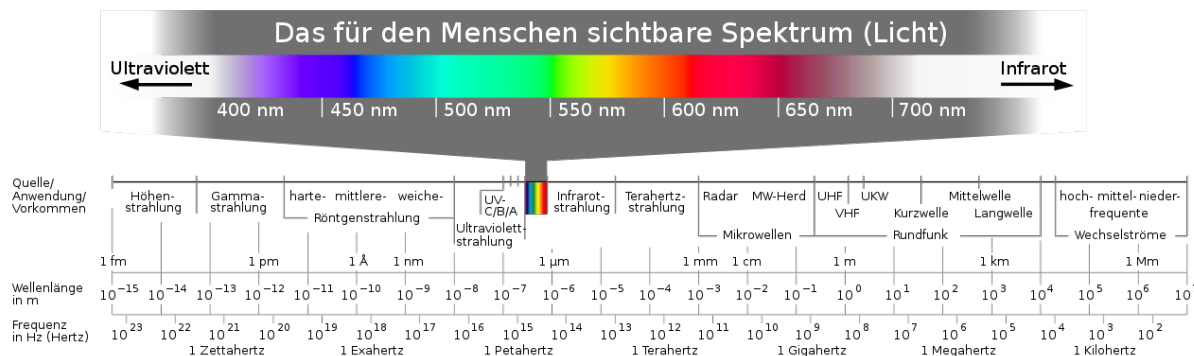 Das für den Menschen sichtbare Spektrum (Licht)
Ultraviolett
Infrarot
400 nm 450 nm 500 nm 550 nm 600 nm 650 nm 700 nm
Quelle/
Anwendung/
Vorkommen
Höhen-
strahlung
Gamma-
strahlung
harte- mittlere- weiche-
Röntgenstrahlung
UV-
C/B/A
Ultraviolett-
strahlung
Infrarot-
strahlung
Terahertz-
strahlung
Radar MW-Herd
Mikrowellen
UHF UKW Mittelwelle
VHF Kurzwelle Langwelle
Rundfunk
hoch- mittel- nieder-
frequente
Wechselströme
1 fm 1 pm 1 Å 1 nm 1 µm 1 mm 1 cm 1 m 1 km 1 Mm
Wellenlänge
in m
10⁻¹⁵ 10⁻¹⁴ 10⁻¹³ 10⁻¹² 10⁻¹¹ 10⁻¹⁰ 10⁻⁹ 10⁻⁸ 10⁻⁷ 10⁻⁶ 10⁻⁵ 10⁻⁴ 10⁻³ 10⁻² 10⁻¹ 10⁰ 10¹ 10² 10³ 10⁴ 10⁵ 10⁶
Frequenz
in Hz (Hertz)
10²³ 10²² 10²¹ 10²⁰ 10¹⁹ 10¹⁸ 10¹⁷ 10¹⁶ 10¹⁵ 10¹⁴ 10¹³ 10¹² 10¹¹ 10¹⁰ 10⁹ 10⁸ 10⁷ 10⁶ 10⁵ 10⁴ 10³ 10²
1 Zettahertz 1 Exahertz 1 Petahertz 1 Terahertz 1 Gigahertz 1 Megahertz 1 Kilohertz